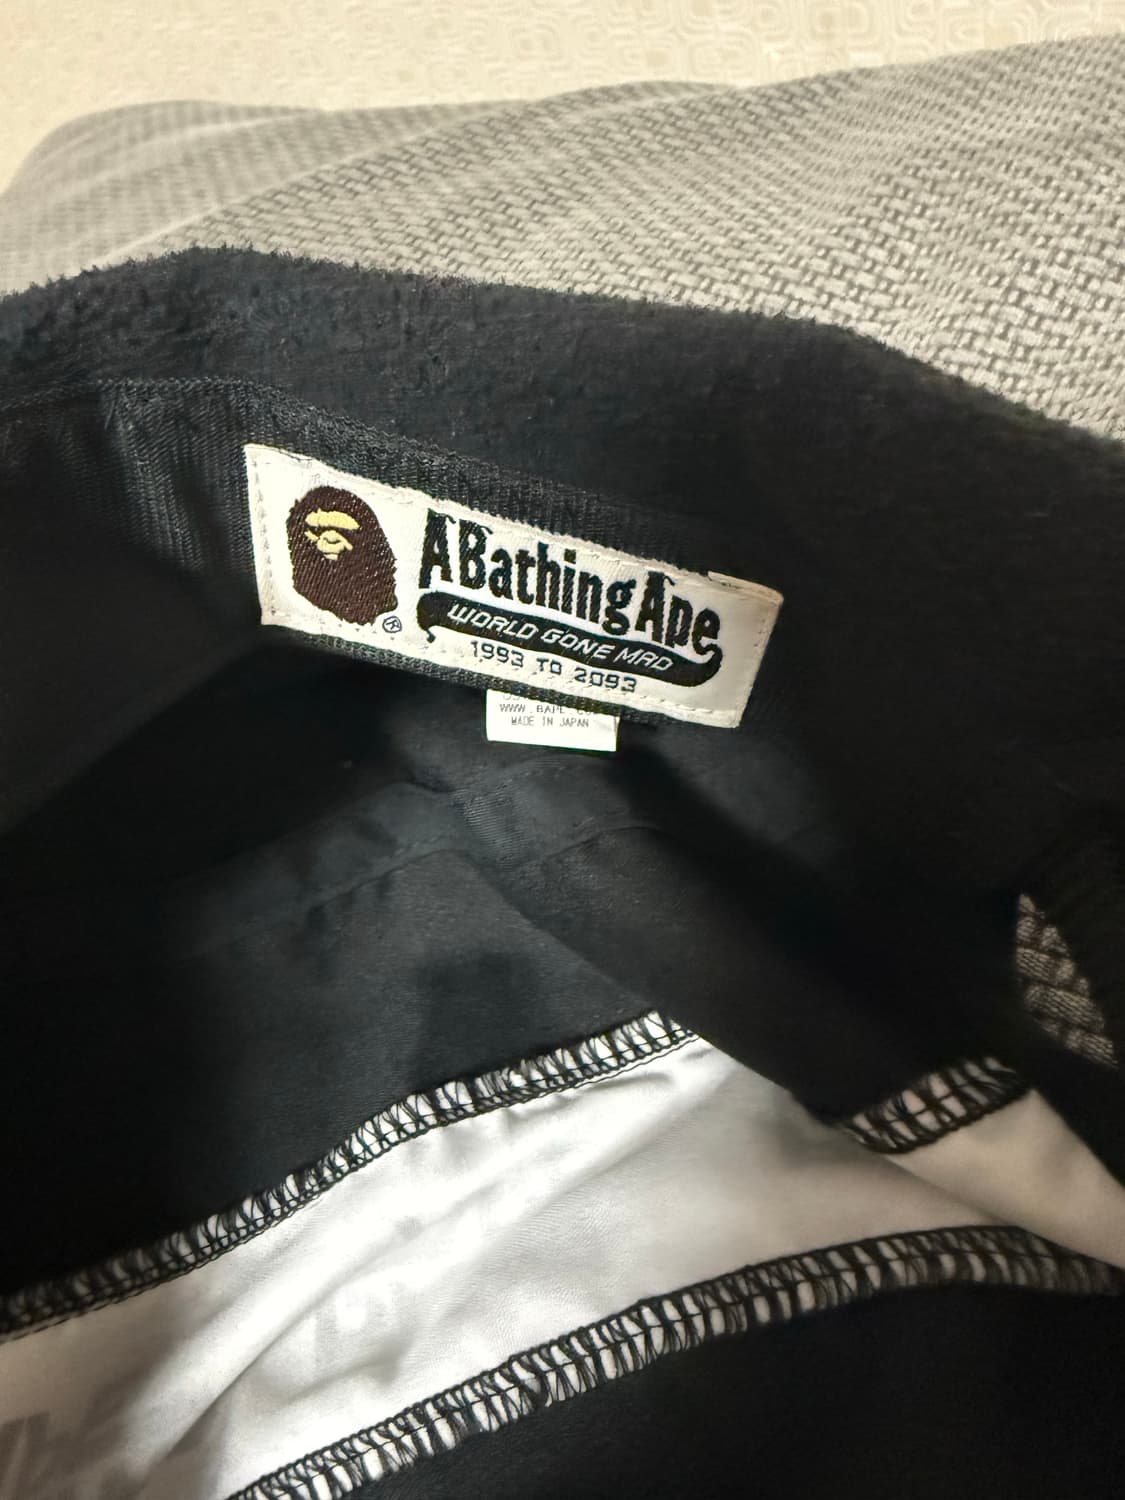 A Bathing Ape
WORLD GONE MAD
1993 TO 2093
®
MADE IN JAPAN